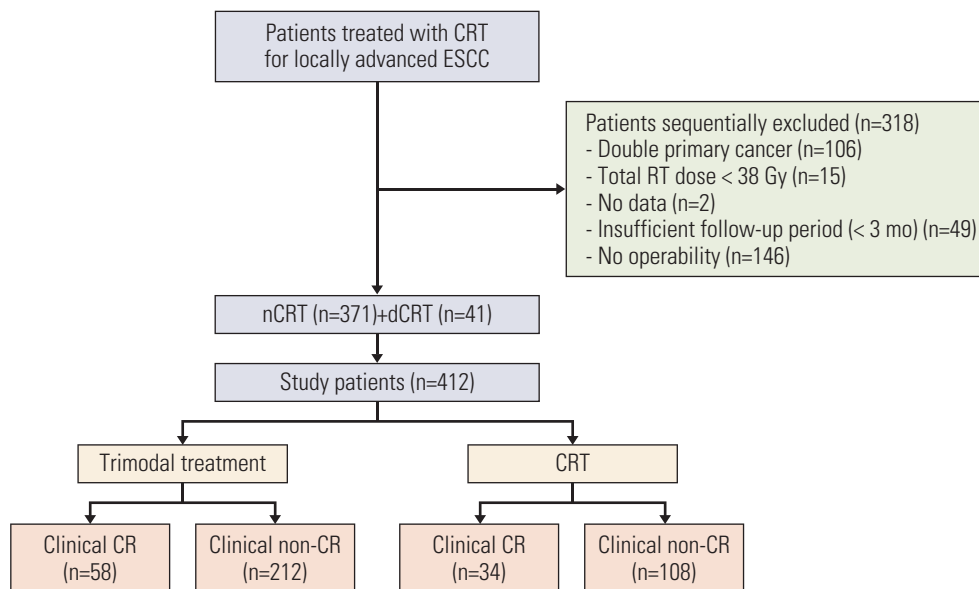 Patients treated with CRT
for locally advanced ESCC
Patients sequentially excluded (n=318)
- Double primary cancer (n=106)
- Total RT dose < 38 Gy (n=15)
- No data (n=2)
- Insufficient follow-up period (< 3 mo) (n=49)
- No operability (n=146)
nCRT (n=371)+dCRT (n=41)
Study patients (n=412)
Trimodal treatment
CRT
Clinical CR
(n=58)
Clinical non-CR
(n=212)
Clinical CR
(n=34)
Clinical non-CR
(n=108)